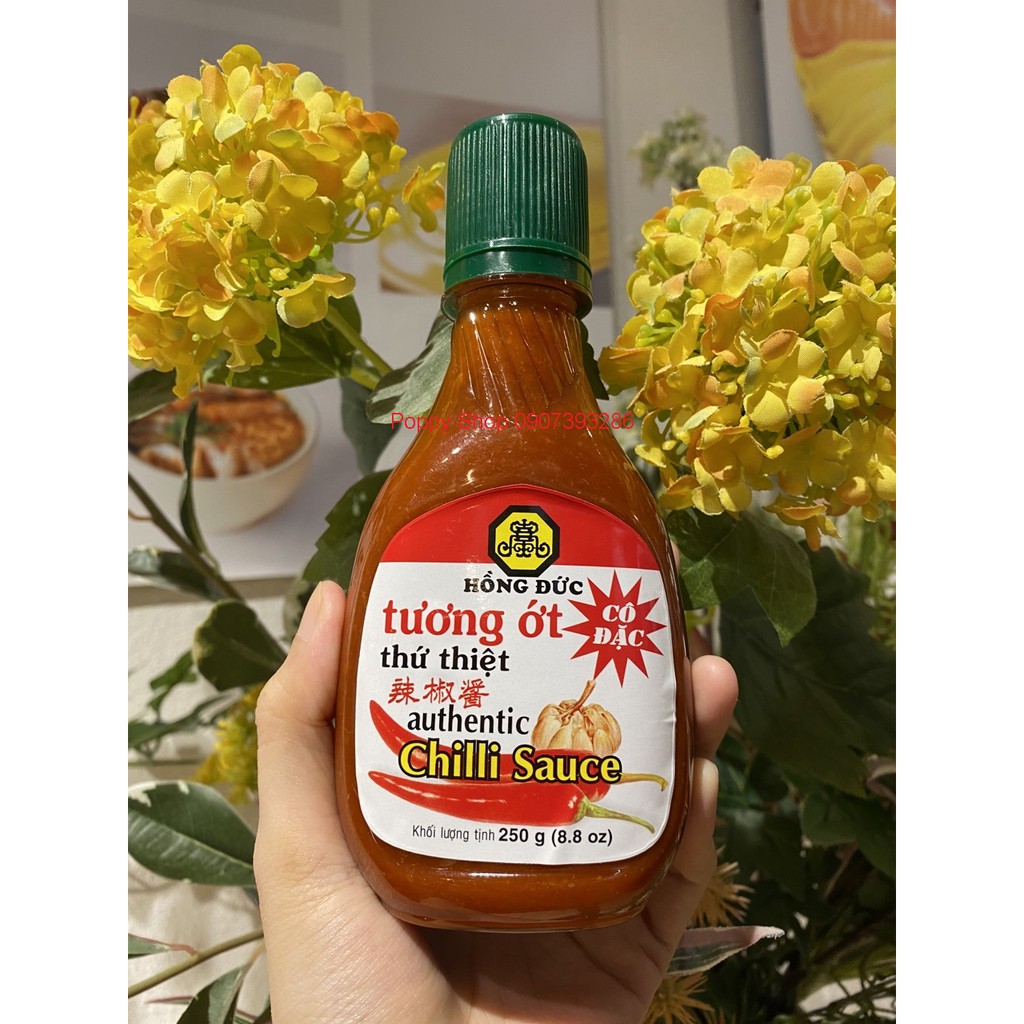 Poppy Shop 0907393286
HỒNG ĐỨC
tương ớt
CÔ
ĐẶC
thứ thiệt
辣椒醬
authentic
Chilli Sauce
Khối lượng tịnh 250 g (8.8 oz)